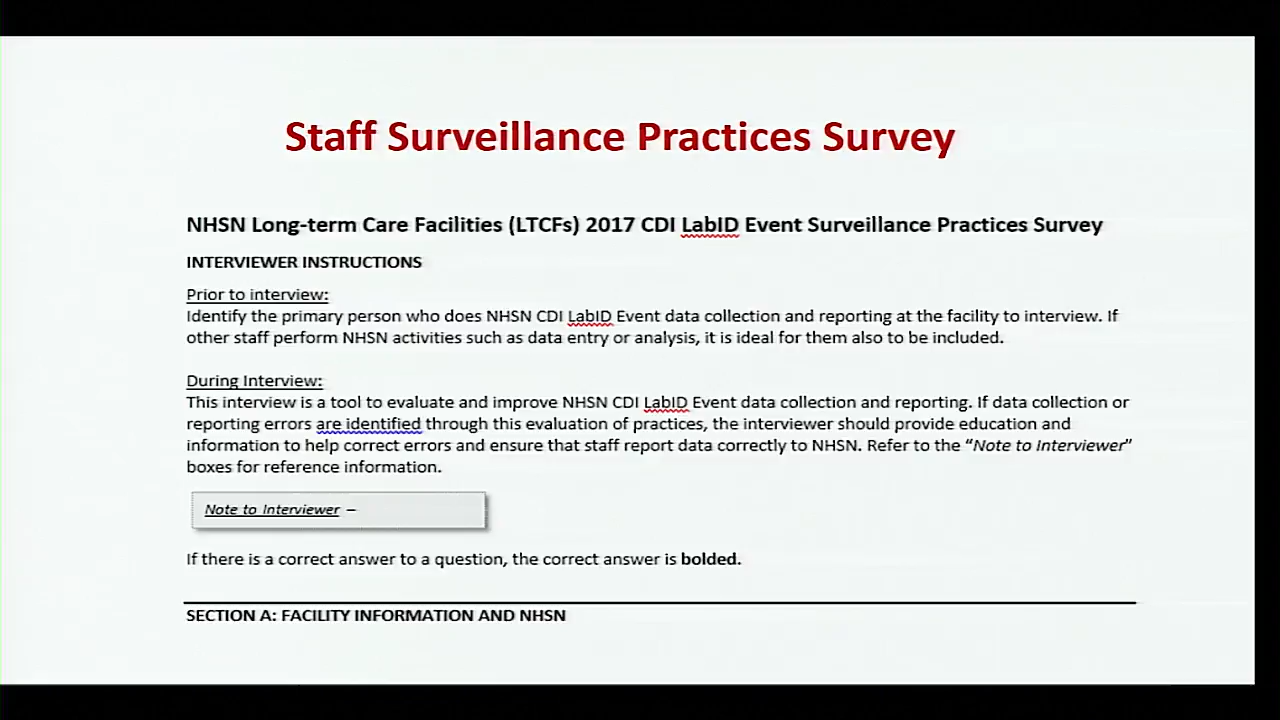 Staff Surveillance Practices Survey
NHSN Long-term Care Facilities (LTCFs) 2017 CDI LabID Event Surveillance Practices Survey
INTERVIEWER INSTRUCTIONS
Prior to interview:
Identify the primary person who does NHSN CDI LabID Event data collection and reporting at the facility to interview. If
other staff perform NHSN activities such as data entry or analysis, it is ideal for them also to be included.
During Interview:
This interview is a tool to evaluate and improve NHSN CDI LabID Event data collection and reporting. If data collection or
reporting errors are identified through this evaluation of practices, the interviewer should provide education and
information to help correct errors and ensure that staff report data correctly to NHSN. Refer to the “Note to Interviewer”
boxes for reference information.
Note to Interviewer –
If there is a correct answer to a question, the correct answer is bolded.
SECTION A: FACILITY INFORMATION AND NHSN